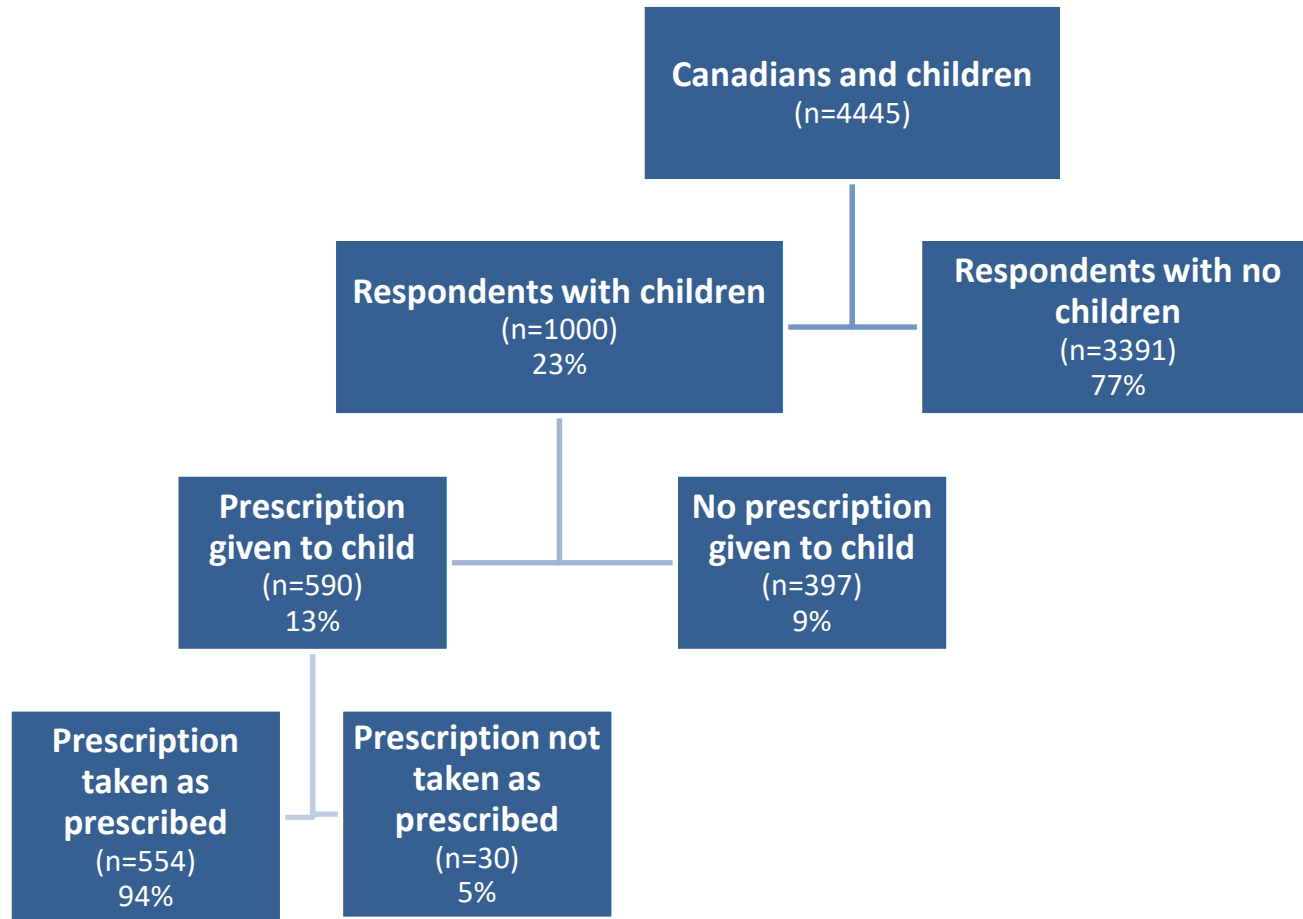 Canadians and children
(n=4445)
Respondents with children
(n=1000)
23%
Respondents with no
children
(n=3391)
77%
Prescription
given to child
(n=590)
13%
No prescription
given to child
(n=397)
9%
Prescription
taken as
prescribed
(n=554)
94%
Prescription not
taken as
prescribed
(n=30)
5%